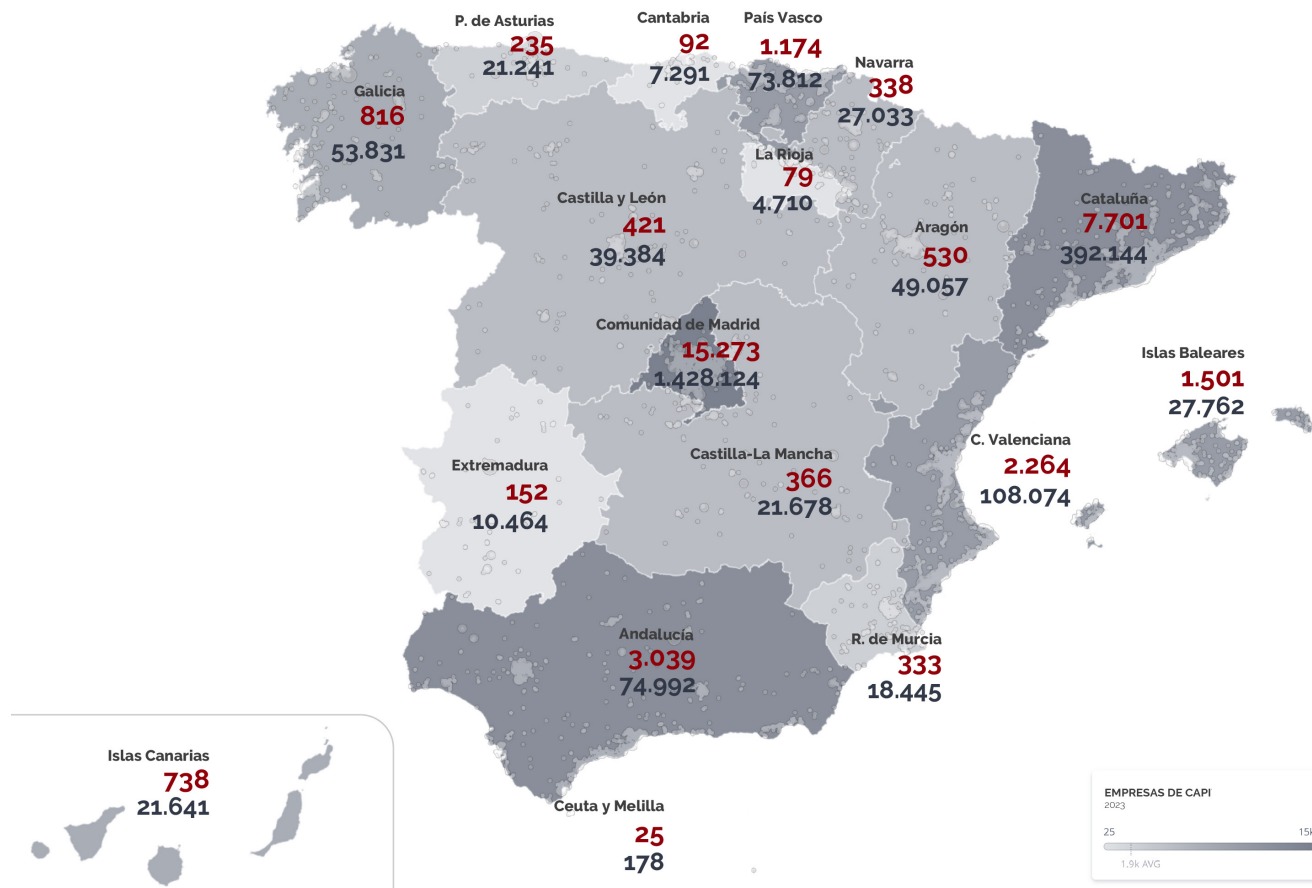 P. de Asturias
235
21.241
Cantabria
92
7.291
País Vasco
1.174
73.812
Navarra
338
27.033
Galicia
816
53.831
La Rioja
79
4.710
Castilla y León
421
39.384
Aragón
530
49.057
Cataluña
7.701
392.144
Comunidad de Madrid
15.273
1.428.124
Islas Baleares
1.501
27.762
C. Valenciana
2.264
108.074
Castilla-La Mancha
366
21.678
Extremadura
152
10.464
Andalucía
3.039
74.992
R. de Murcia
333
18.445
Islas Canarias
738
21.641
Ceuta y Melilla
25
178
EMPRESAS DE CAPI
2023
25 15k
1.9k AVG